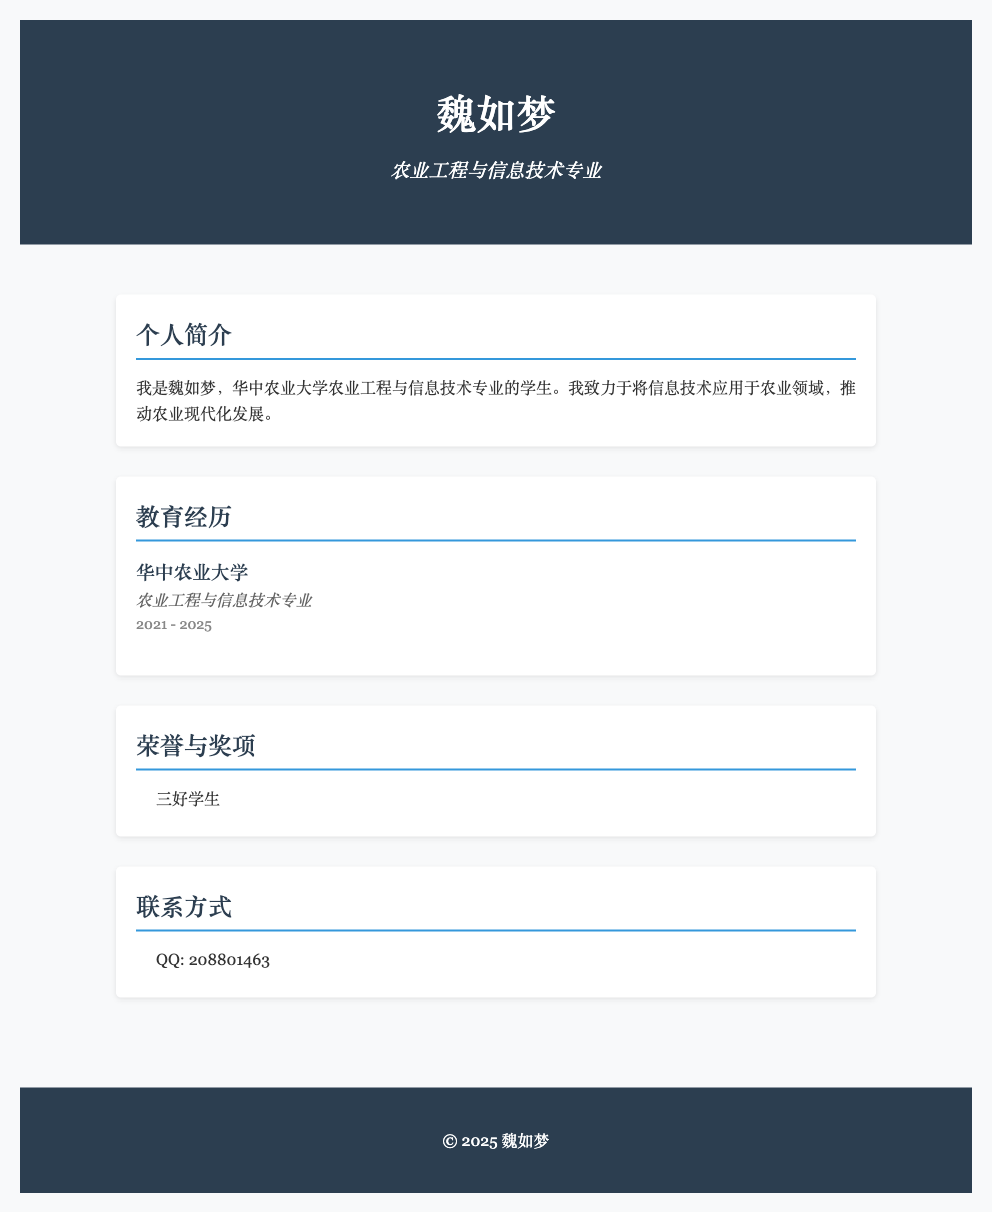 魏如梦
农业工程与信息技术专业
个人简介
我是魏如梦，华中农业大学农业工程与信息技术专业的学生。我致力于将信息技术应用于农业领域，推
动农业现代化发展。
教育经历
华中农业大学
农业工程与信息技术专业
2021 - 2025
荣誉与奖项
三好学生
联系方式
QQ: 208801463
© 2025 魏如梦